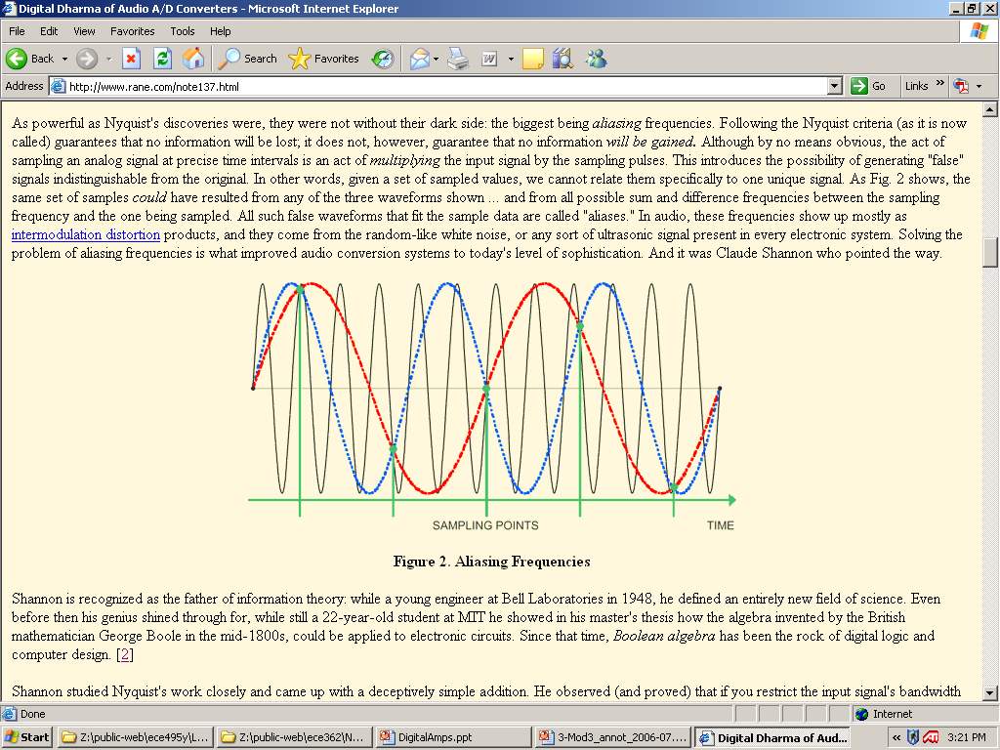 Digital Dharma of Audio A/D Converters - Microsoft Internet Explorer
File Edit View Favorites Tools Help
Back Search Favorites
Address http://www.rane.com/note137.html Go Links »
As powerful as Nyquist's discoveries were, they were not without their dark side: the biggest being aliasing frequencies. Following the Nyquist criteria (as it is now
called) guarantees that no information will be lost; it does not, however, guarantee that no information will be gained. Although by no means obvious, the act of
sampling an analog signal at precise time intervals is an act of multiplying the input signal by the sampling pulses. This introduces the possibility of generating "false"
signals indistinguishable from the original. In other words, given a set of sampled values, we cannot relate them specifically to one unique signal. As Fig. 2 shows, the
same set of samples could have resulted from any of the three waveforms shown ... and from all possible sum and difference frequencies between the sampling
frequency and the one being sampled. All such false waveforms that fit the sample data are called "aliases." In audio, these frequencies show up mostly as
intermodulation distortion products, and they come from the random-like white noise, or any sort of ultrasonic signal present in every electronic system. Solving the
problem of aliasing frequencies is what improved audio conversion systems to today's level of sophistication. And it was Claude Shannon who pointed the way.
SAMPLING POINTS TIME
Figure 2. Aliasing Frequencies
Shannon is recognized as the father of information theory: while a young engineer at Bell Laboratories in 1948, he defined an entirely new field of science. Even
before then his genius shined through for, while still a 22-year-old student at MIT he showed in his master's thesis how the algebra invented by the British
mathematician George Boole in the mid-1800s, could be applied to electronic circuits. Since that time, Boolean algebra has been the rock of digital logic and
computer design. [2]
Shannon studied Nyquist's work closely and came up with a deceptively simple addition. He observed (and proved) that if you restrict the input signal's bandwidth
Done Internet
Start Z:\public-web\ece495y\L... Z:\public-web\ece362\N... DigitalAmps.ppt 3-Mod3_annot_2006-07.... Digital Dharma of Aud... « 3:21 PM